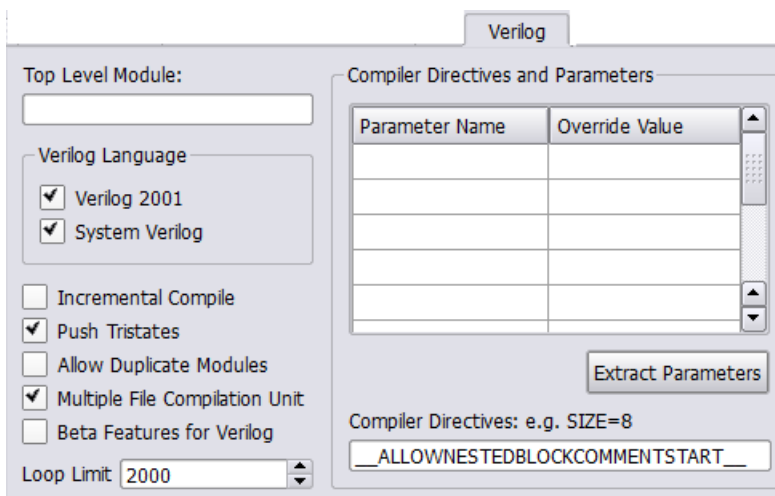 Verilog
Top Level Module:
Verilog Language
Verilog 2001
System Verilog
Incremental Compile
Push Tristates
Allow Duplicate Modules
Multiple File Compilation Unit
Beta Features for Verilog
Loop Limit 2000
Compiler Directives and Parameters
Parameter Name Override Value
Extract Parameters
Compiler Directives: e.g. SIZE=8
__ALLOWNESTEDBLOCKCOMMENTSTART__